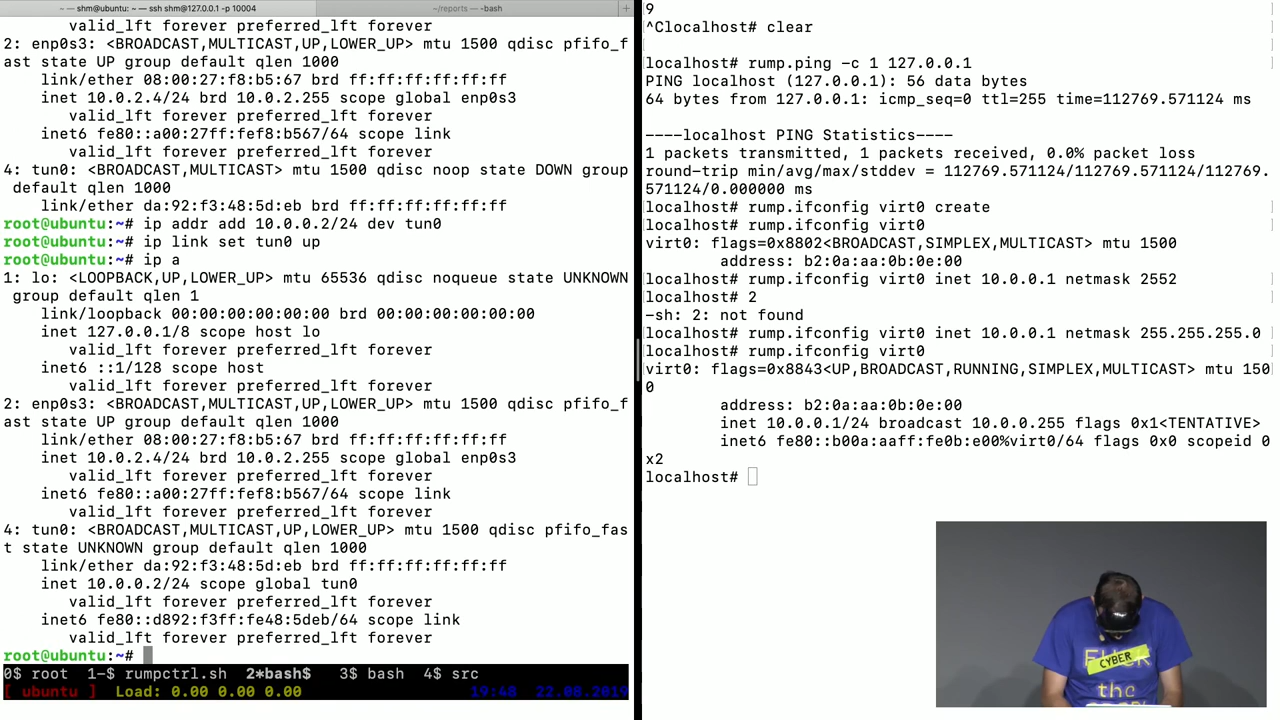 ~ — shm@ubuntu: ~ — ssh shm@127.0.0.1 -p 10004
~/reports — -bash
valid_lft forever preferred_lft forever
2: enp0s3: <BROADCAST,MULTICAST,UP,LOWER_UP> mtu 1500 qdisc pfifo_f
ast state UP group default qlen 1000
link/ether 08:00:27:f8:b5:67 brd ff:ff:ff:ff:ff:ff
inet 10.0.2.4/24 brd 10.0.2.255 scope global enp0s3
valid_lft forever preferred_lft forever
inet6 fe80::a00:27ff:fef8:b567/64 scope link
valid_lft forever preferred_lft forever
4: tun0: <BROADCAST,MULTICAST> mtu 1500 qdisc noop state DOWN group
default qlen 1000
link/ether da:92:f3:48:5d:eb brd ff:ff:ff:ff:ff:ff
root@ubuntu:~# ip addr add 10.0.0.2/24 dev tun0
root@ubuntu:~# ip link set tun0 up
root@ubuntu:~# ip a
1: lo: <LOOPBACK,UP,LOWER_UP> mtu 65536 qdisc noqueue state UNKNOWN
group default qlen 1
link/loopback 00:00:00:00:00:00 brd 00:00:00:00:00:00
inet 127.0.0.1/8 scope host lo
valid_lft forever preferred_lft forever
inet6 ::1/128 scope host
valid_lft forever preferred_lft forever
2: enp0s3: <BROADCAST,MULTICAST,UP,LOWER_UP> mtu 1500 qdisc pfifo_f
ast state UP group default qlen 1000
link/ether 08:00:27:f8:b5:67 brd ff:ff:ff:ff:ff:ff
inet 10.0.2.4/24 brd 10.0.2.255 scope global enp0s3
valid_lft forever preferred_lft forever
inet6 fe80::a00:27ff:fef8:b567/64 scope link
valid_lft forever preferred_lft forever
4: tun0: <BROADCAST,MULTICAST,UP,LOWER_UP> mtu 1500 qdisc pfifo_fas
t state UNKNOWN group default qlen 1000
link/ether da:92:f3:48:5d:eb brd ff:ff:ff:ff:ff:ff
inet 10.0.0.2/24 scope global tun0
valid_lft forever preferred_lft forever
inet6 fe80::d892:f3ff:fe48:5deb/64 scope link
valid_lft forever preferred_lft forever
root@ubuntu:~#
0$ root 1-$ rumpctrl.sh 2*bash$ 3$ bash 4$ src
[ ubuntu ] Load: 0.00 0.00 0.00 19:48 22.08.2019
9
^Clocalhost# clear
localhost# rump.ping -c 1 127.0.0.1
PING localhost (127.0.0.1): 56 data bytes
64 bytes from 127.0.0.1: icmp_seq=0 ttl=255 time=112769.571124 ms
----localhost PING Statistics----
1 packets transmitted, 1 packets received, 0.0% packet loss
round-trip min/avg/max/stddev = 112769.571124/112769.571124/112769.
571124/0.000000 ms
localhost# rump.ifconfig virt0 create
localhost# rump.ifconfig virt0
virt0: flags=0x8802<BROADCAST,SIMPLEX,MULTICAST> mtu 1500
address: b2:0a:aa:0b:0e:00
localhost# rump.ifconfig virt0 inet 10.0.0.1 netmask 2552
localhost# 2
-sh: 2: not found
localhost# rump.ifconfig virt0 inet 10.0.0.1 netmask 255.255.255.0
localhost# rump.ifconfig virt0
virt0: flags=0x8843<UP,BROADCAST,RUNNING,SIMPLEX,MULTICAST> mtu 150
0
address: b2:0a:aa:0b:0e:00
inet 10.0.0.1/24 broadcast 10.0.0.255 flags 0x1<TENTATIVE>
inet6 fe80::b00a:aaff:fe0b:e00%virt0/64 flags 0x0 scopeid 0
x2
localhost#
CYBER
the